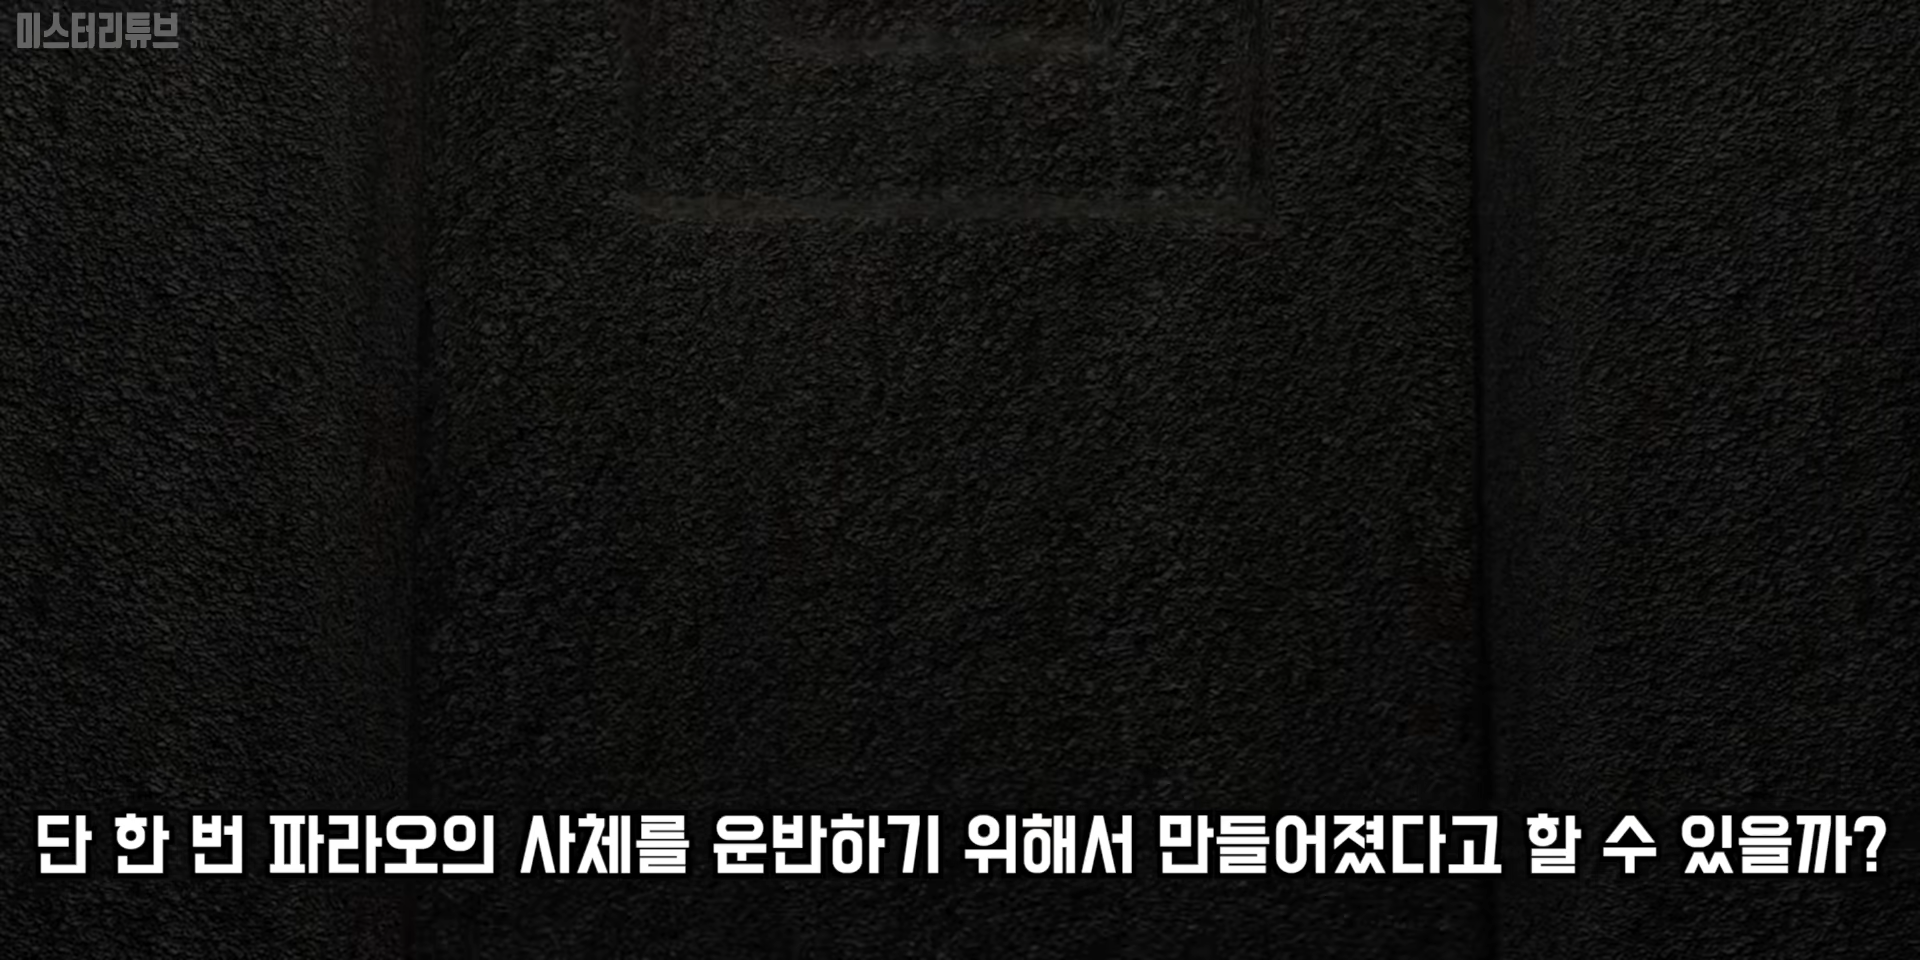 미스터리튜브
단 한 번 파라오의 사체를 운반하기 위해서 만들어졌다고 할 수 있을까?